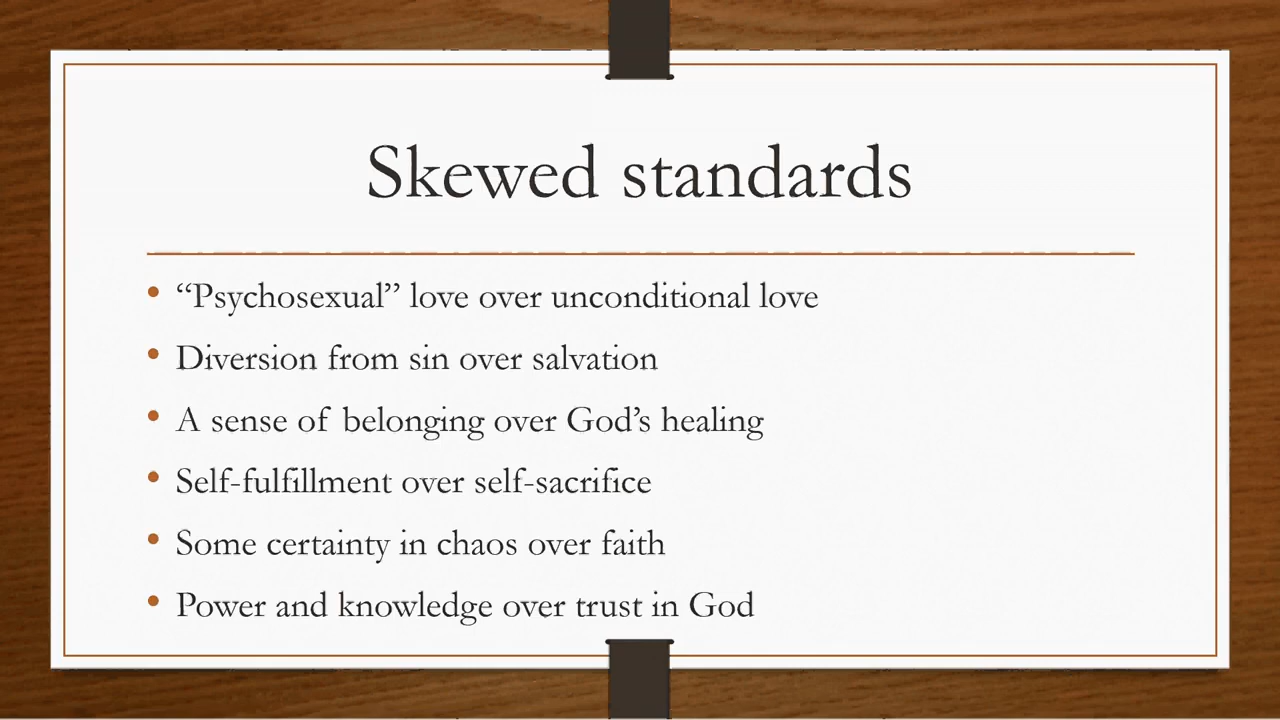 Skewed standards
• “Psychosexual” love over unconditional love
• Diversion from sin over salvation
• A sense of belonging over God’s healing
• Self-fulfillment over self-sacrifice
• Some certainty in chaos over faith
• Power and knowledge over trust in God